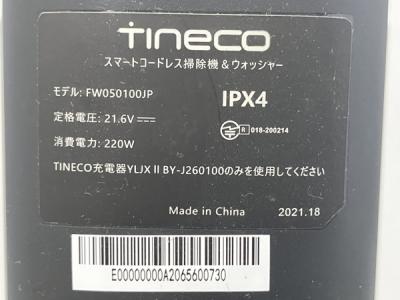 Tineco
スマートコードレス掃除機&ウォッシャー
モデル: FW050100JP
IPX4
定格電圧: 21.6V
R 018-200214
消費電力: 220W
TINECO充電器YLJXⅡBY-J260100のみを使用してください
Made in China 2021.18
E00000000A2065600730